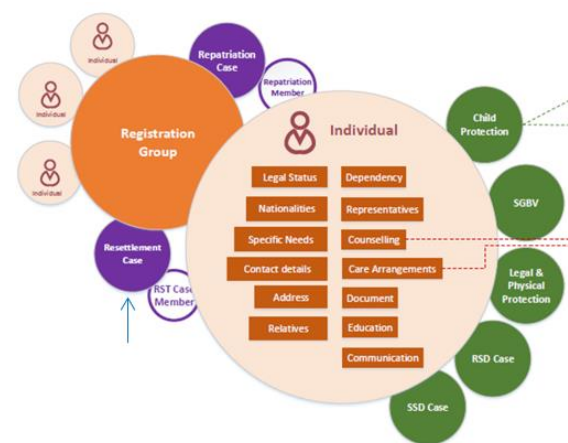 Individual
Individual
Individual
Registration
Group
Repatriation
Case
Repatriation
Member
Resettlement
Case
RST Case
Member
Individual
Legal Status
Dependency
Nationalities
Representatives
Specific Needs
Counselling
Contact details
Care Arrangements
Address
Document
Relatives
Education
Communication
Child
Protection
SGBV
Legal &
Physical
Protection
RSD Case
SSD Case